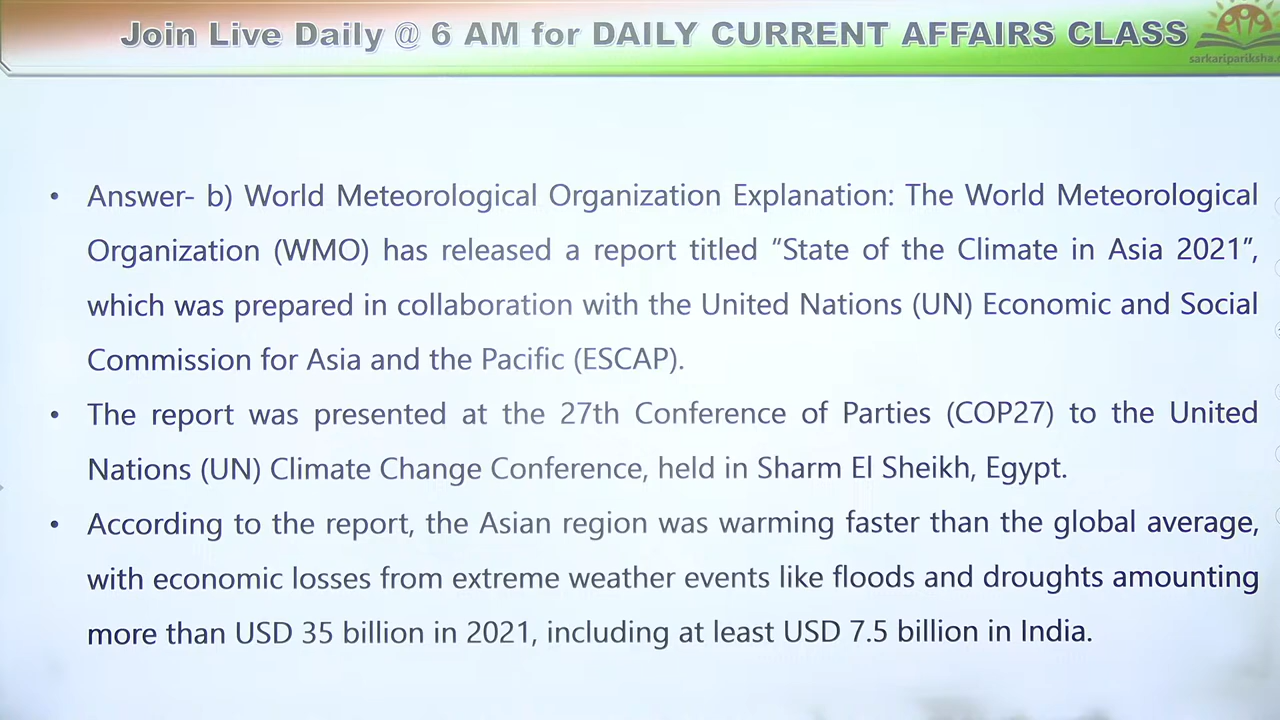 Join Live Daily @ 6 AM for DAILY CURRENT AFFAIRS CLASS
• Answer- b) World Meteorological Organization Explanation: The World Meteorological
Organization (WMO) has released a report titled “State of the Climate in Asia 2021”,
which was prepared in collaboration with the United Nations (UN) Economic and Social
Commission for Asia and the Pacific (ESCAP).
• The report was presented at the 27th Conference of Parties (COP27) to the United
Nations (UN) Climate Change Conference, held in Sharm El Sheikh, Egypt.
• According to the report, the Asian region was warming faster than the global average,
with economic losses from extreme weather events like floods and droughts amounting
more than USD 35 billion in 2021, including at least USD 7.5 billion in India.